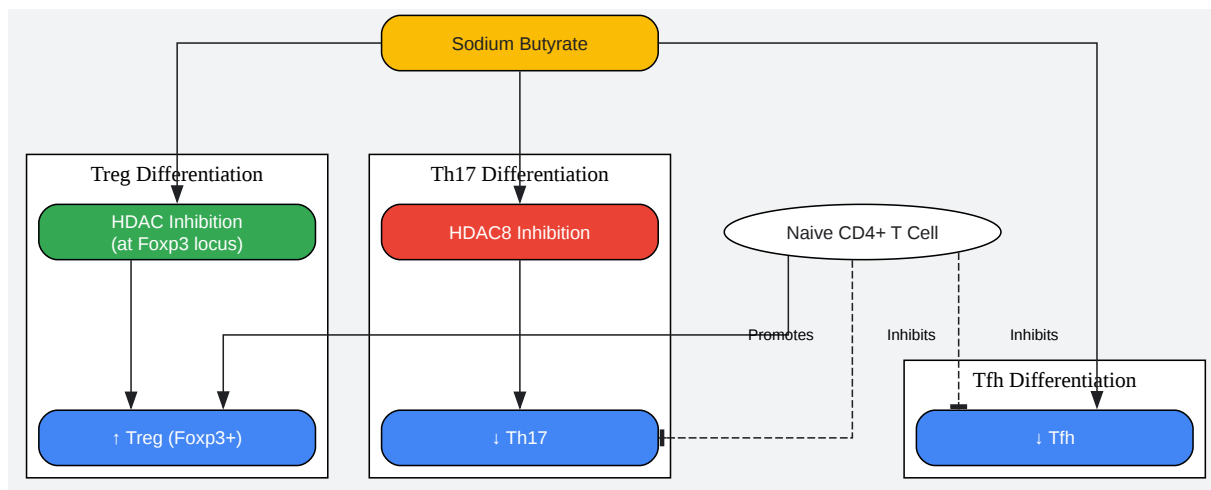 Sodium Butyrate
Treg Differentiation
Th17 Differentiation
HDAC Inhibition
(at Foxp3 locus)
HDAC8 Inhibition
Naive CD4+ T Cell
Promotes
Inhibits
Inhibits
Tfh Differentiation
↑ Treg (Foxp3+)
↓ Th17
↓ Tfh